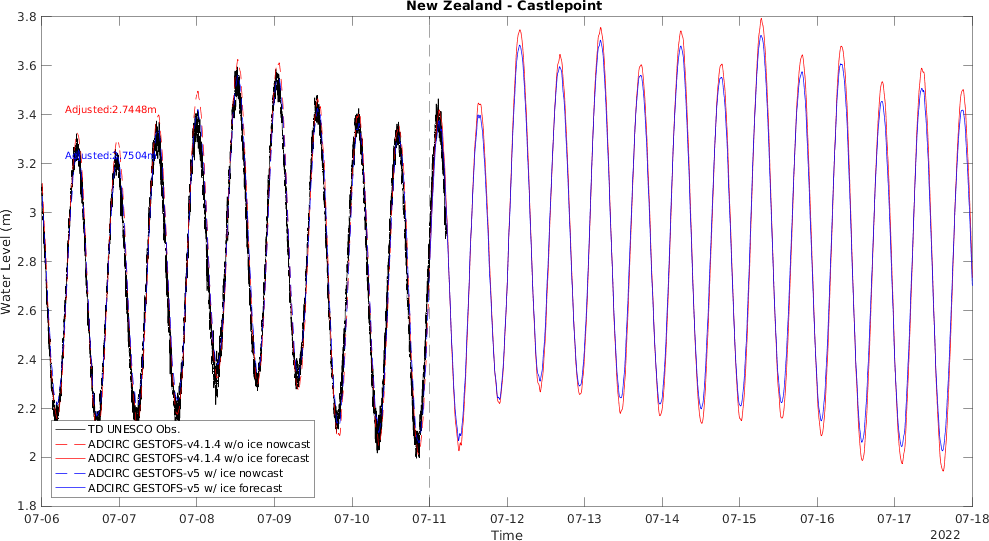 New Zealand - Castlepoint
3.8
3.6
3.4
3.2
3
2.8
2.6
2.4
2.2
2
1.8
Water Level (m)
Adjusted:2.7448m
Adjusted:2.7504m
TD UNESCO Obs.
ADCIRC GESTOFS-v4.1.4 w/o ice nowcast
ADCIRC GESTOFS-v4.1.4 w/o ice forecast
ADCIRC GESTOFS-v5 w/ ice nowcast
ADCIRC GESTOFS-v5 w/ ice forecast
07-06 07-07 07-08 07-09 07-10 07-11 07-12 07-13 07-14 07-15 07-16 07-17 07-18
Time
2022